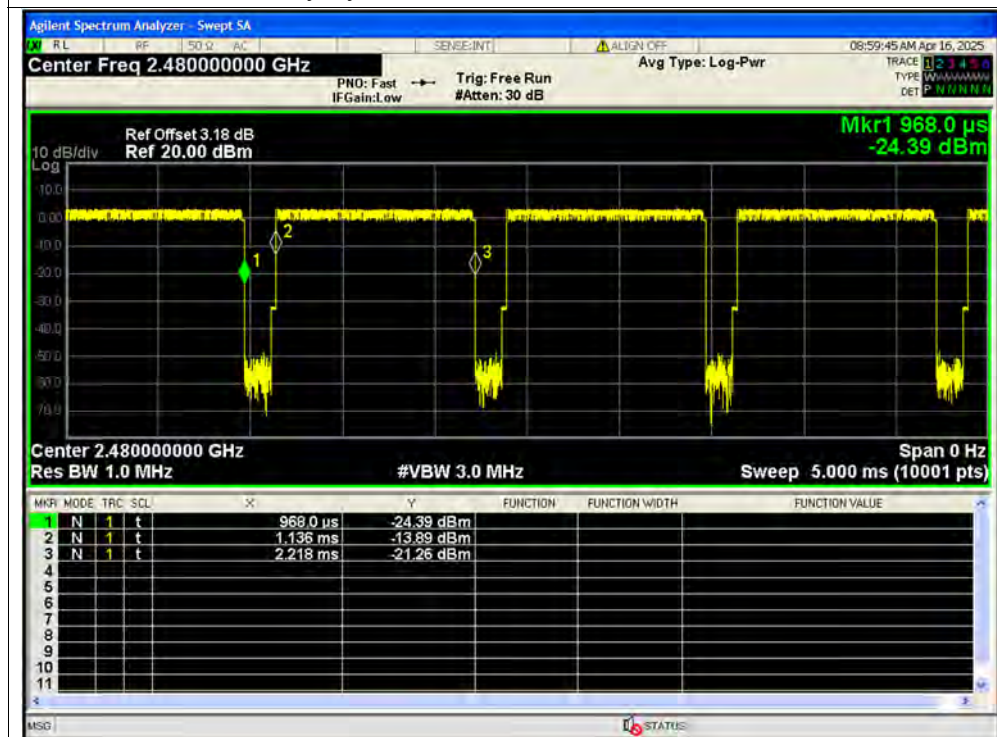 Agilent Spectrum Analyzer - Swept SA
RL RF 50 Ω AC SENSE:INT ALIGN OFF 08:59:45 AM Apr 16, 2025
Center Freq 2.480000000 GHz Avg Type: Log-Pwr TRACE 1 2 3 4 5 6
PNO: Fast Trig: Free Run TYPE W
IFGain:Low #Atten: 30 dB DET P N N N N N
Mkr1 968.0 µs
Ref Offset 3.18 dB
10 dB/div Ref 20.00 dBm -24.39 dBm
Log
10.0
0.00
-10.0
-20.0
-30.0
-40.0
-50.0
-60.0
-70.0
1
2
3
Center 2.480000000 GHz Span 0 Hz
Res BW 1.0 MHz #VBW 3.0 MHz Sweep 5.000 ms (10001 pts)
MKR MODE TRC SCL X Y FUNCTION FUNCTION WIDTH FUNCTION VALUE
1 N 1 t 968.0 µs -24.39 dBm
2 N 1 t 1.136 ms -13.89 dBm
3 N 1 t 2.218 ms -21.26 dBm
4
5
6
7
8
9
10
11
MSG STATUS